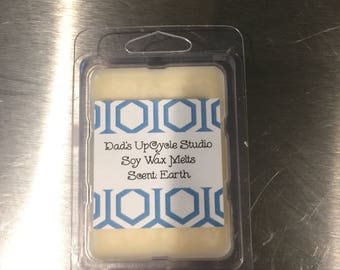 Dad's UpCycle Studio
Soy Wax Melts
Scent: Earth